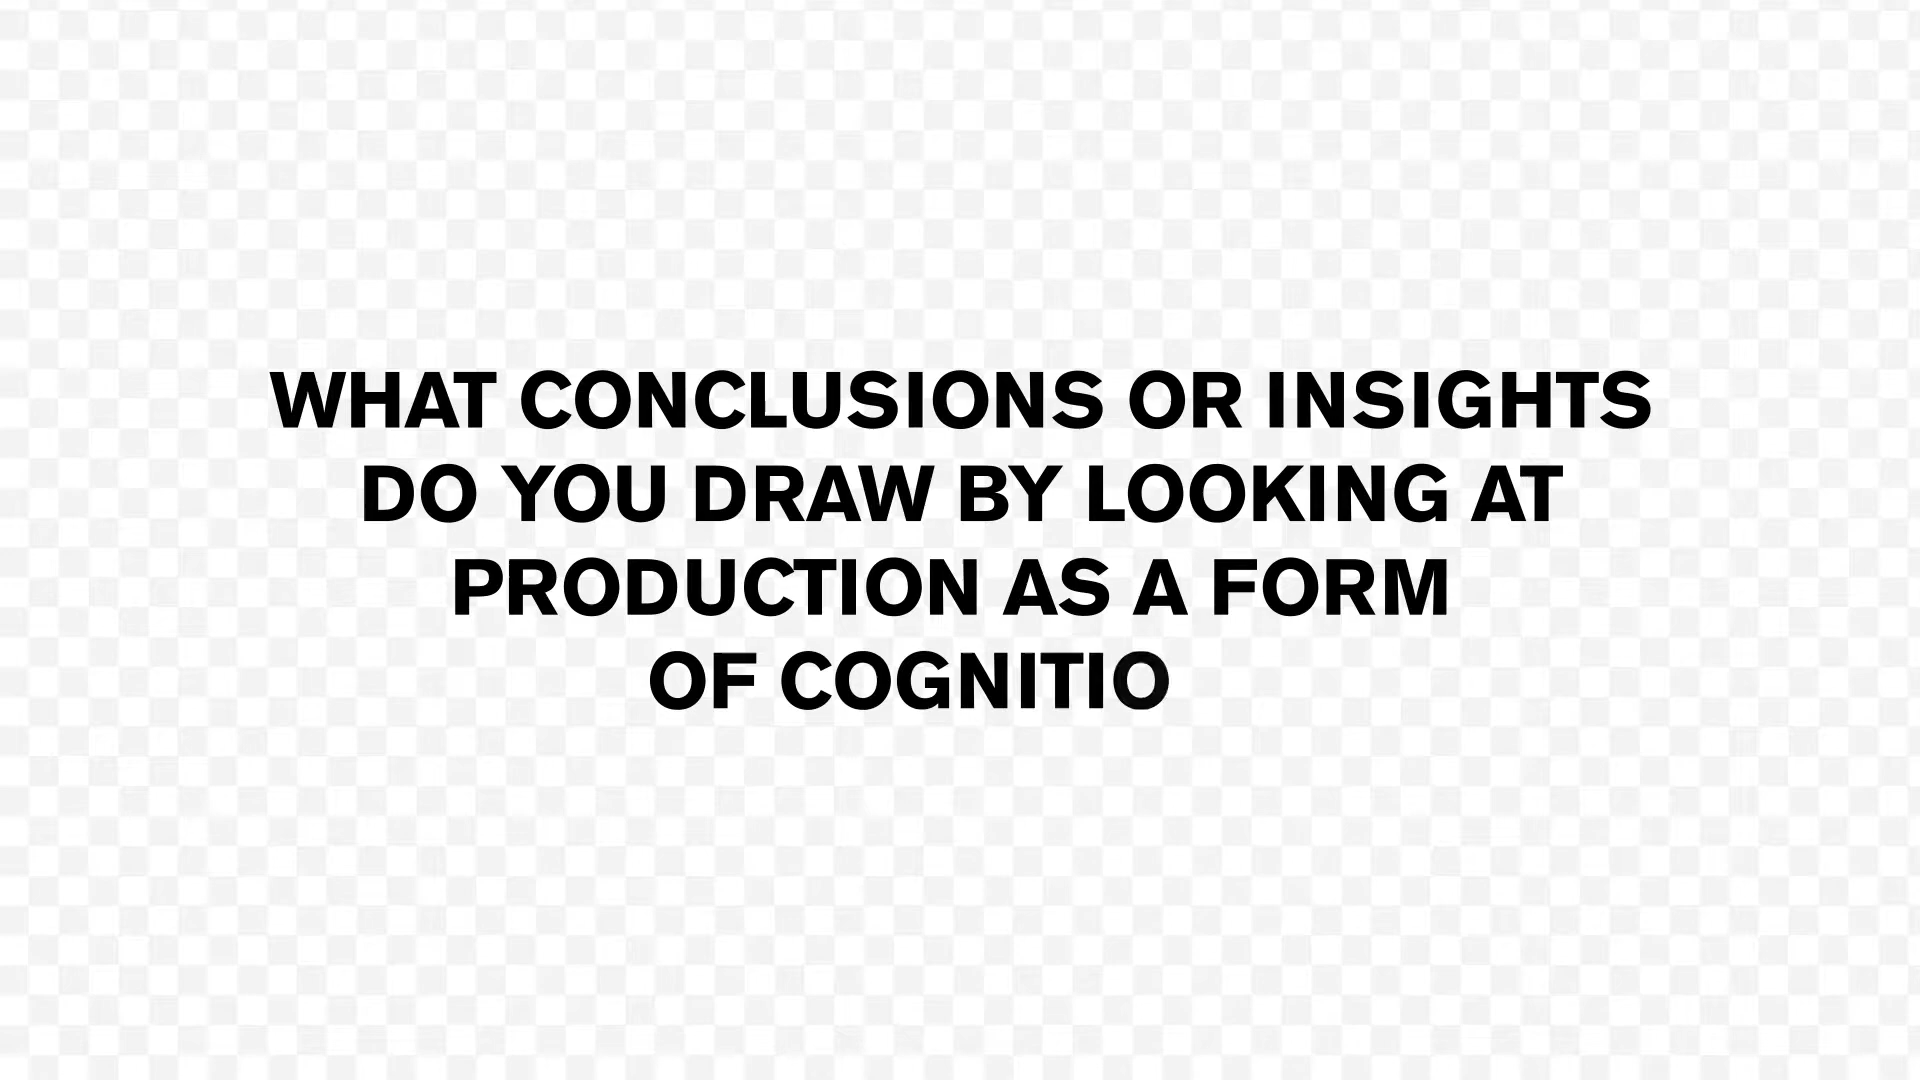 WHAT CONCLUSIONS OR INSIGHTS
DO YOU DRAW BY LOOKING AT
PRODUCTION AS A FORM
OF COGNITIO